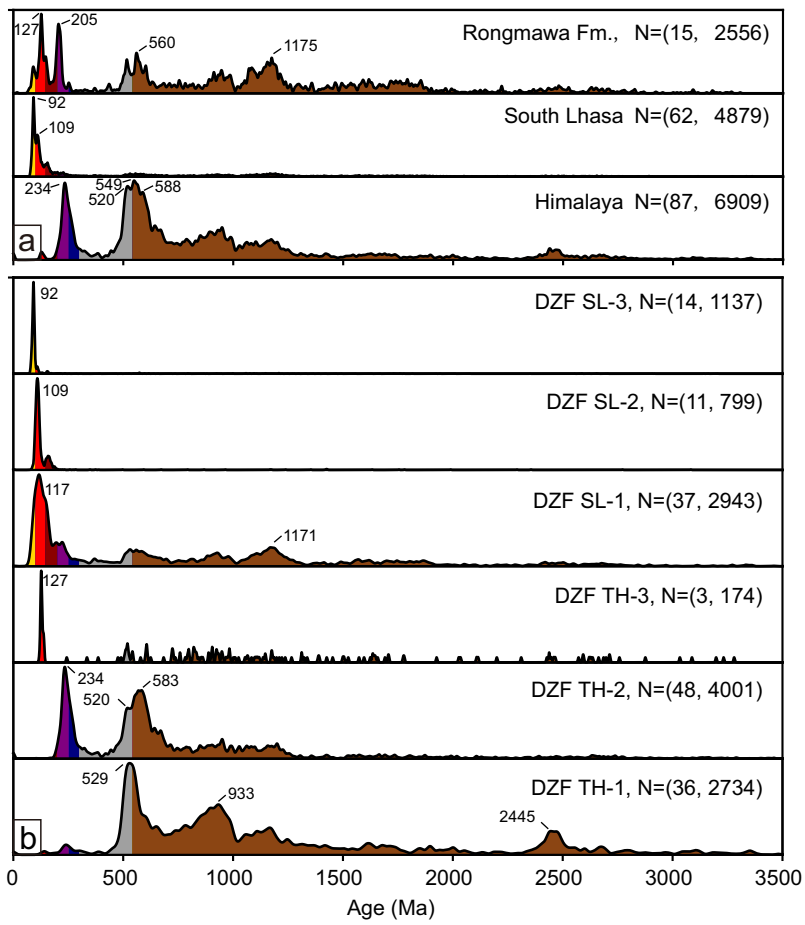 127
205
560
1175
Rongmawa Fm., N=(15, 2556)
92
109
South Lhasa N=(62, 4879)
234
549
520
588
Himalaya N=(87, 6909)
a
92
DZF SL-3, N=(14, 1137)
109
DZF SL-2, N=(11, 799)
117
1171
DZF SL-1, N=(37, 2943)
127
DZF TH-3, N=(3, 174)
234
520
583
DZF TH-2, N=(48, 4001)
529
933
2445
DZF TH-1, N=(36, 2734)
b
0 500 1000 1500 2000 2500 3000 3500
Age (Ma)